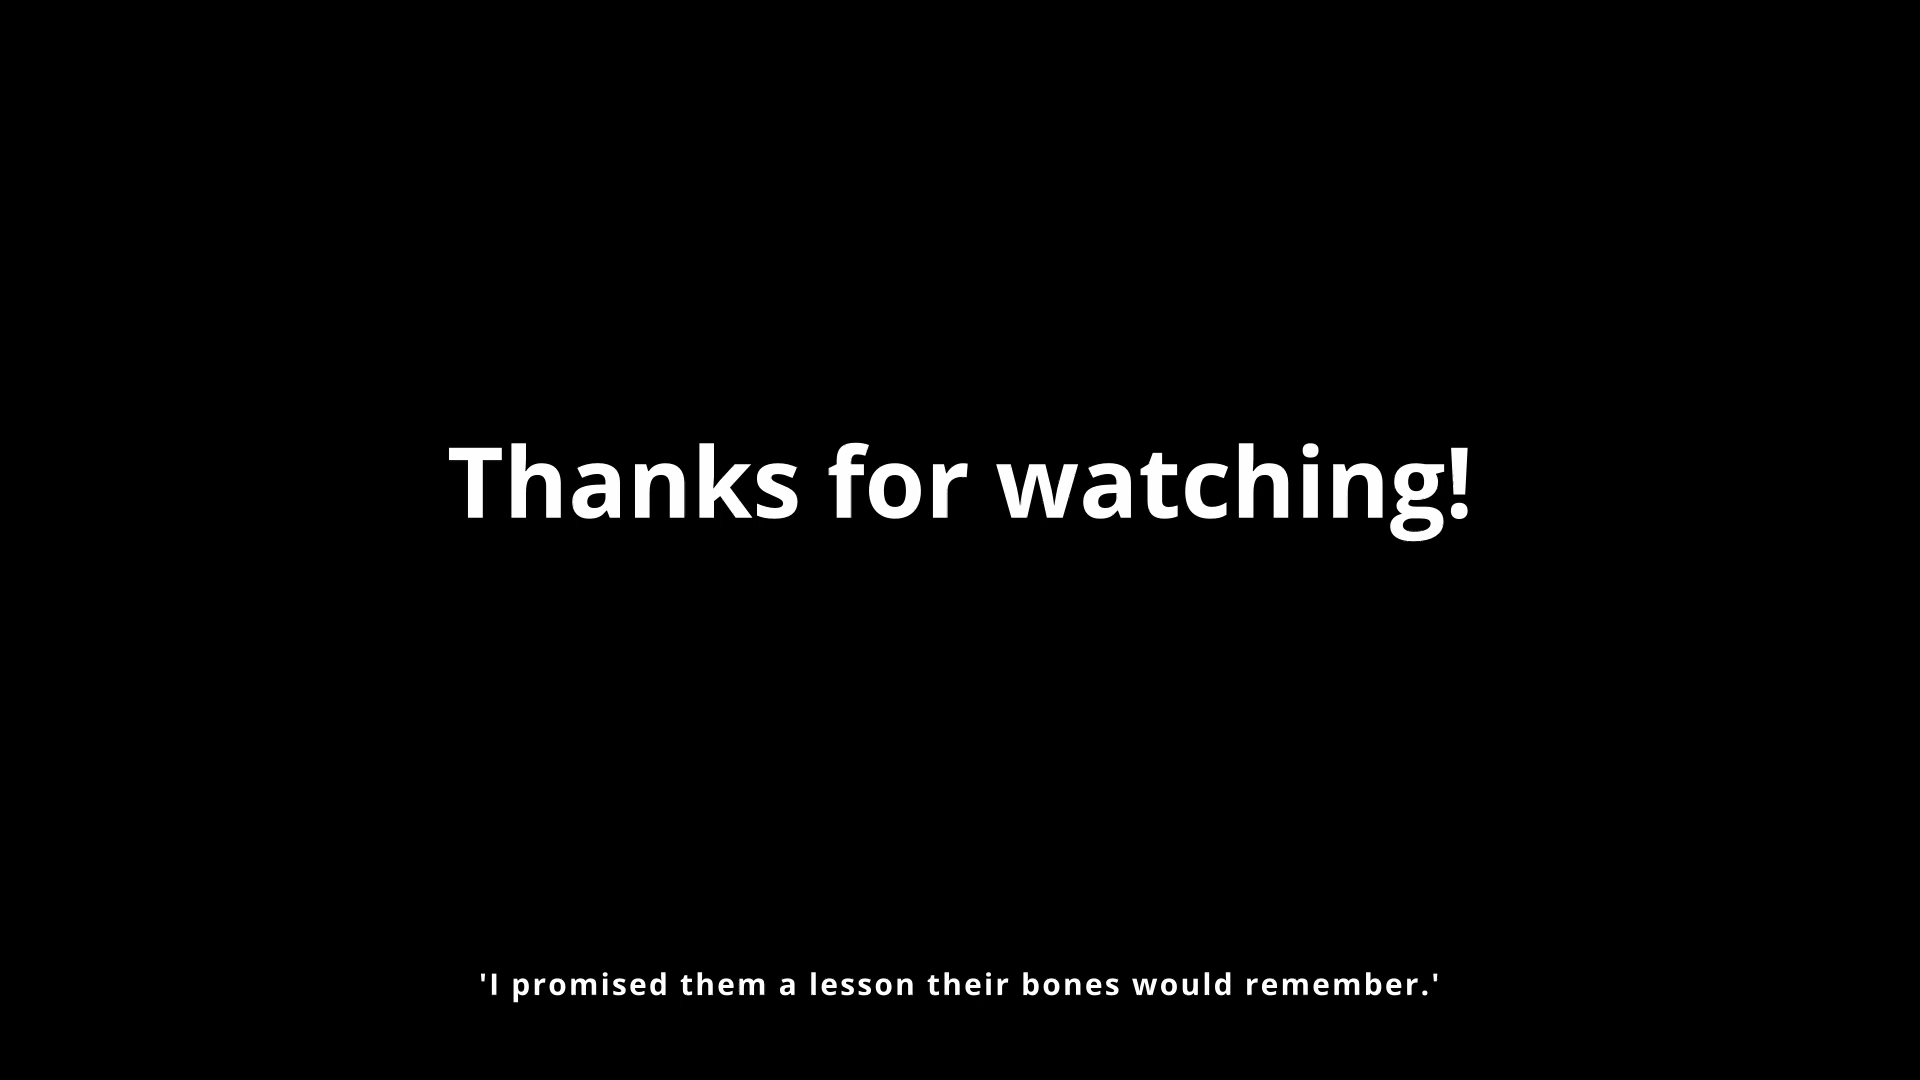 Thanks for watching!
'I promised them a lesson their bones would remember.'